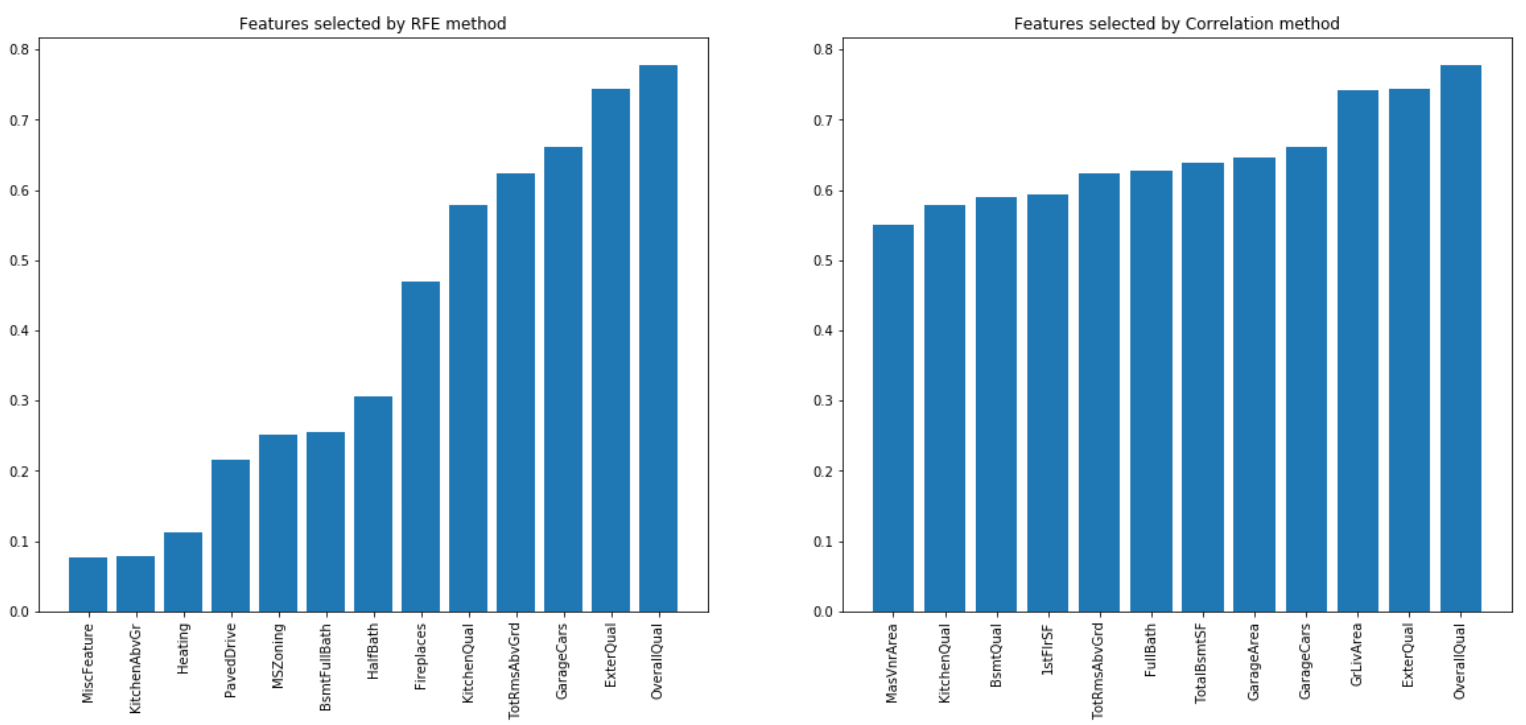 Features selected by RFE method
0.8
0.7
0.6
0.5
0.4
0.3
0.2
0.1
0.0
MiscFeature
KitchenAbvGr
Heating
PavedDrive
MSZoning
BsmtFullBath
HalfBath
Fireplaces
KitchenQual
TotRmsAbvGrd
GarageCars
ExterQual
OverallQual
Features selected by Correlation method
0.8
0.7
0.6
0.5
0.4
0.3
0.2
0.1
0.0
MasVnrArea
KitchenQual
BsmtQual
1stFlrSF
TotRmsAbvGrd
FullBath
TotalBsmtSF
GarageArea
GarageCars
GrLivArea
ExterQual
OverallQual